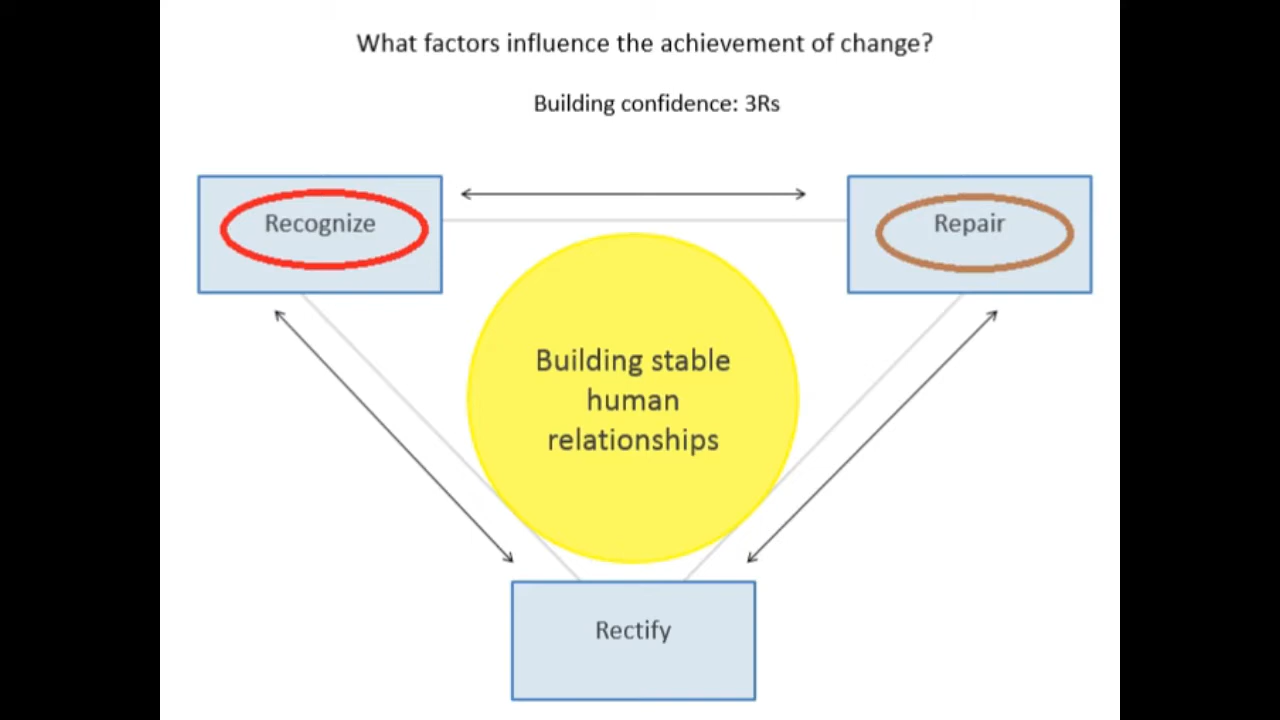 What factors influence the achievement of change?
Building confidence: 3Rs
Recognize
Repair
Building stable
human
relationships
Rectify